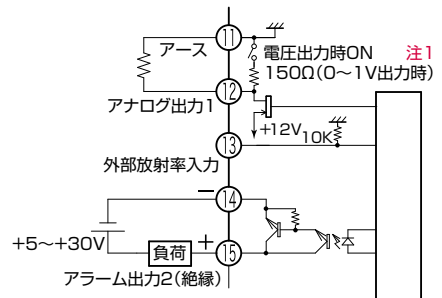 ⑪
アース
電圧出力時ON 注1
150Ω(0〜1V出力時)
⑫
アナログ出力1
+12V
10K
⑬
外部放射率入力
⑭
−
+5〜+30V
負荷
+
⑮
アラーム出力2(絶縁)